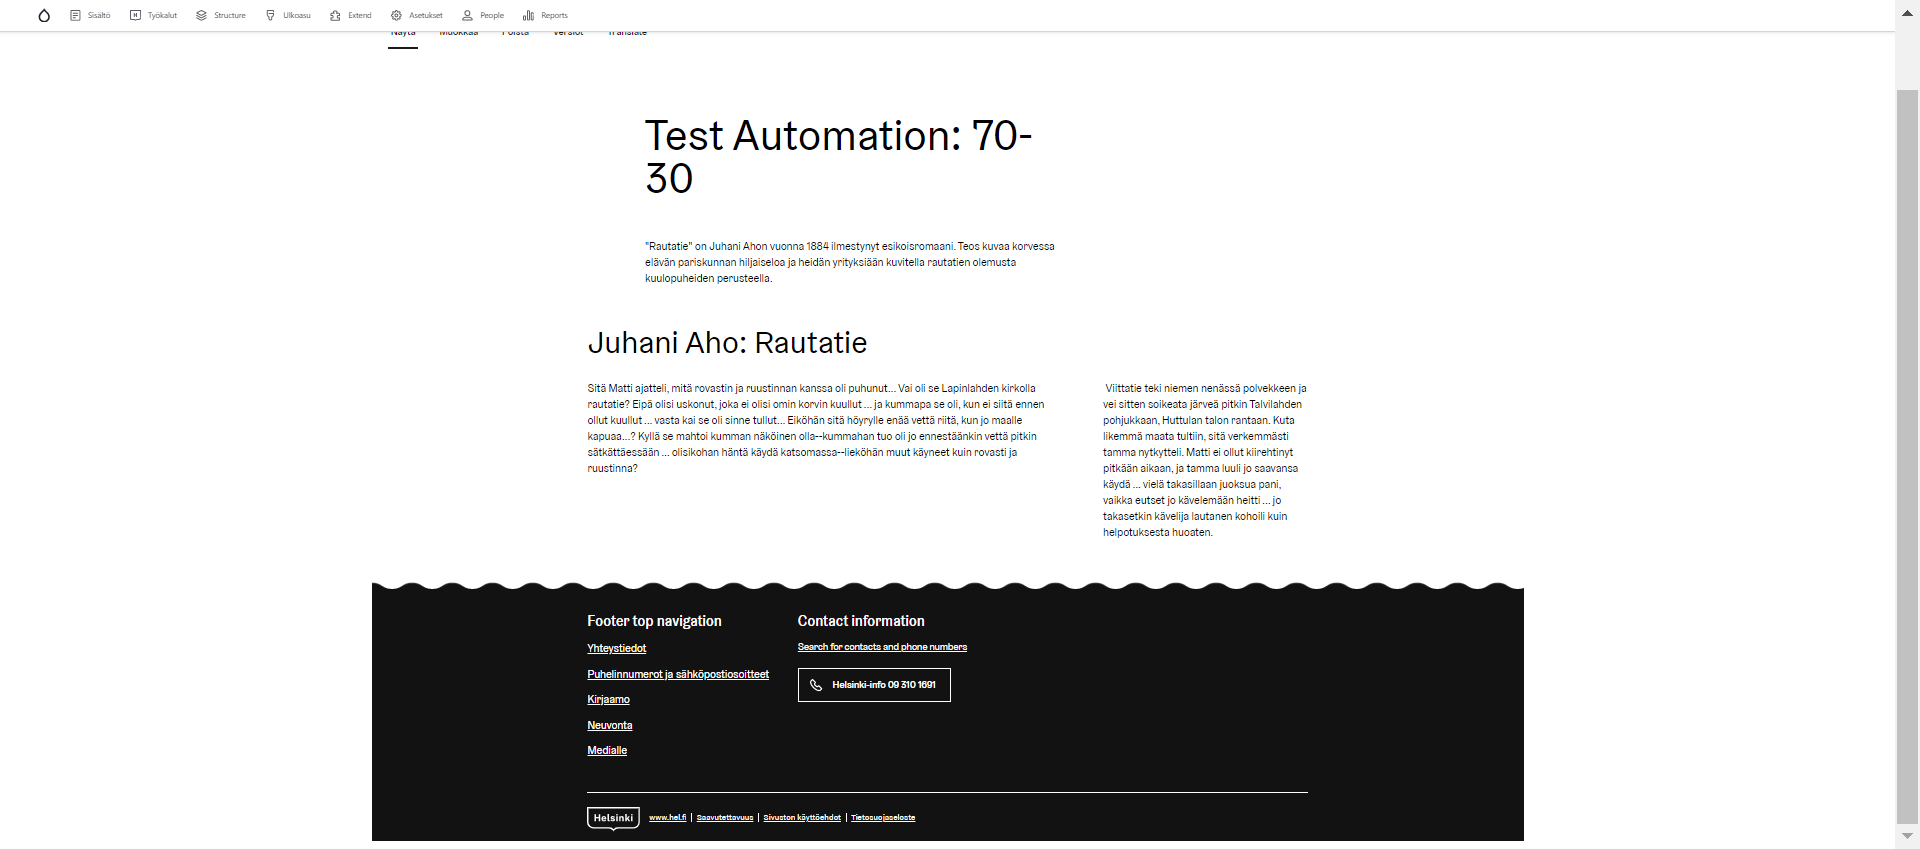 Sisältö Työkalut Structure Ulkoasu Extend Asetukset People Reports
Näytä Muokkaa Poista Versiot Translate
Test Automation: 70-
30
"Rautatie" on Juhani Ahon vuonna 1884 ilmestynyt esikoisromaani. Teos kuvaa korvessa
elävän pariskunnan hiljaiseloa ja heidän yrityksiään kuvitella rautatien olemusta
kuulopuheiden perusteella.
Juhani Aho: Rautatie
Sitä Matti ajatteli, mitä rovastin ja ruustinnan kanssa oli puhunut... Vai oli se Lapinlahden kirkolla
rautatie? Eipä olisi uskonut, joka ei olisi omin korvin kuullut ... ja kummapa se oli, kun ei siitä ennen
ollut kuullut ... vasta kai se oli sinne tullut... Eiköhän sitä höyrylle enää vettä riitä, kun jo maalle
kapuaa...? Kyllä se mahtoi kumman näköinen olla--kummahan tuo oli jo ennestäänkin vettä pitkin
sätkättäessään ... olisikohan häntä käydä katsomassa--lieköhän muut käyneet kuin rovasti ja
ruustinna?
Viittatie teki niemen nenässä polvekkeen ja
vei sitten soikeata järveä pitkin Talvilahden
pohjukkaan, Huttulan talon rantaan. Kuta
likemmä maata tultiin, sitä verkemmästi
tamma nytkytteli. Matti ei ollut kiirehtinyt
pitkään aikaan, ja tamma luuli jo saavansa
käydä ... vielä takasillaan juoksua pani,
vaikka eutset jo kävelemään heitti ... jo
takasetkin kävelija lautanen kohoili kuin
helpotuksesta huoaten.
Footer top navigation
Yhteystiedot
Puhelinnumerot ja sähköpostiosoitteet
Kirjaamo
Neuvonta
Medialle
Contact information
Search for contacts and phone numbers
Helsinki-info 09 310 1691
Helsinki www.hel.fi | Saavutettavuus | Sivuston käyttöehdot | Tietosuojaseloste